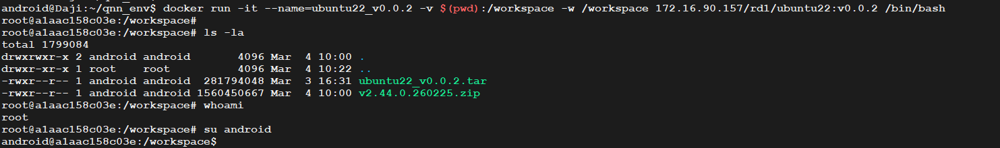 android@Daji:~/qnn_env$ docker run -it --name=ubuntu22_v0.0.2 -v $(pwd):/workspace -w /workspace 172.16.90.157/rd1/ubuntu22:v0.0.2 /bin/bash
root@a1aac158c03e:/workspace#
root@a1aac158c03e:/workspace# ls -la
total 1799084
drwxrwxr-x 2 android android       4096 Mar  4 10:00 .
drwxr-xr-x 1 root    root          4096 Mar  4 10:22 ..
-rwxr--r-- 1 android android  281794048 Mar  3 16:31 ubuntu22_v0.0.2.tar
-rwxr--r-- 1 android android 1560450667 Mar  4 10:00 v2.44.0.260225.zip
root@a1aac158c03e:/workspace# whoami
root
root@a1aac158c03e:/workspace# su android
android@a1aac158c03e:/workspace$